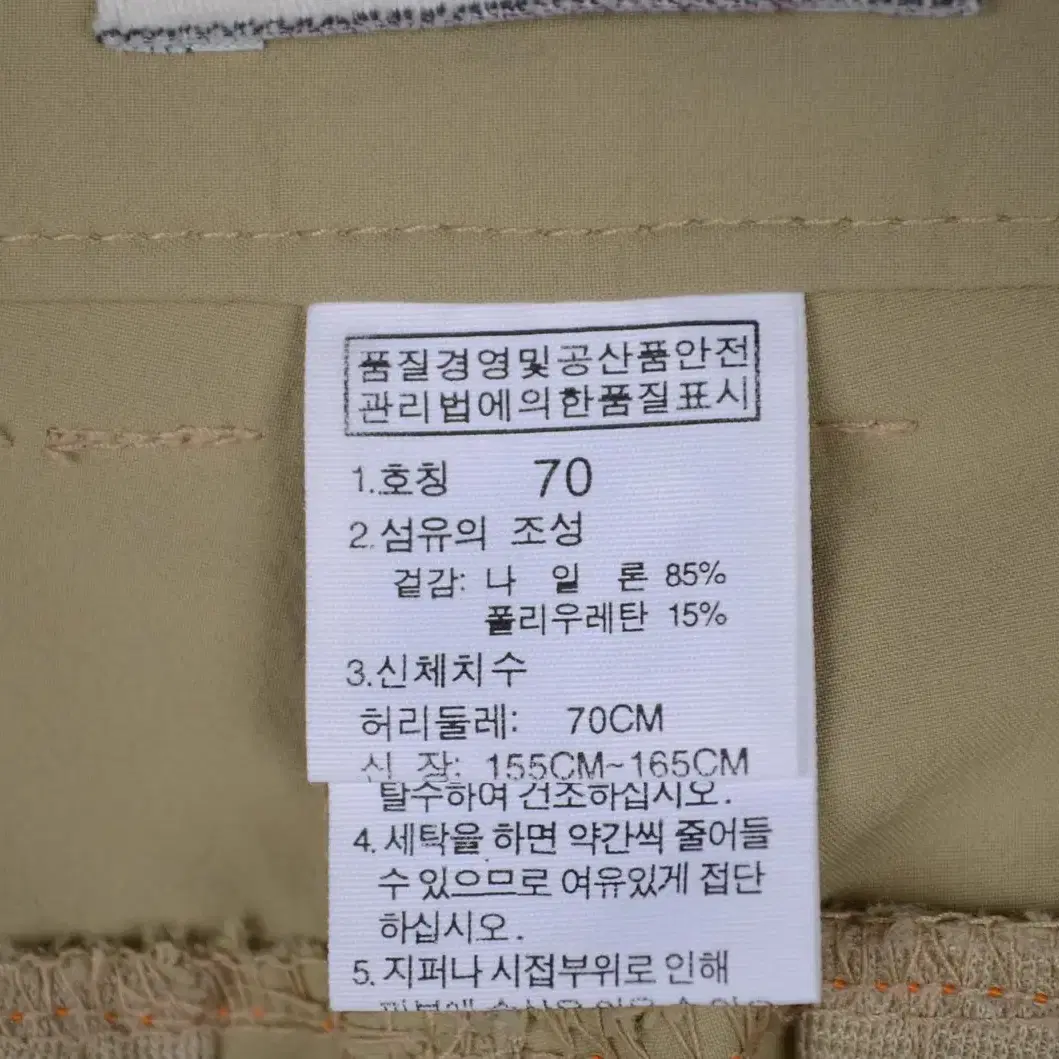 품질경영및공산품안전
관리법에의한품질표시
1.호칭 70
2.섬유의 조성
겉감: 나 일 론 85%
폴리우레탄 15%
3.신체치수
허리둘레: 70CM
신 장: 155CM~165CM
탈수하여 건조하십시오.
4. 세탁을 하면 약간씩 줄어들
수 있으므로 여유있게 접단
하십시오.
5. 지퍼나 시접부위로 인해